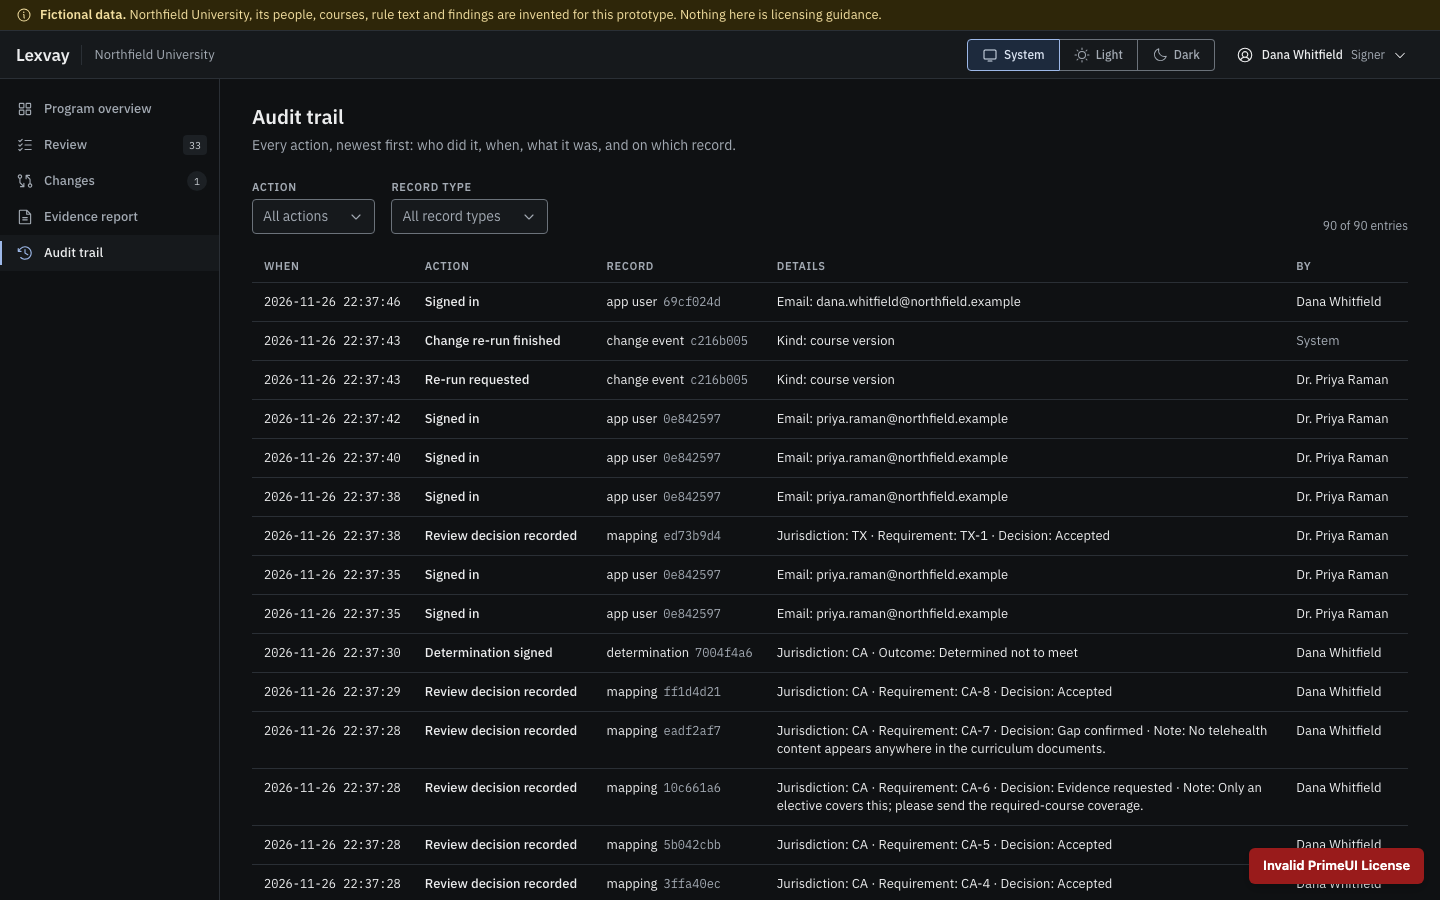 Fictional data. Northfield University, its people, courses, rule text and findings are invented for this prototype. Nothing here is licensing guidance.
Lexvay Northfield University System Light Dark Dana Whitfield Signer
Program overview
Review 33
Changes 1
Evidence report
Audit trail
Audit trail
Every action, newest first: who did it, when, what it was, and on which record.
ACTION RECORD TYPE
All actions All record types
90 of 90 entries
WHEN ACTION RECORD DETAILS BY
2026-11-26 22:37:46 Signed in app user 69cf024d Email: dana.whitfield@northfield.example Dana Whitfield
2026-11-26 22:37:43 Change re-run finished change event c216b005 Kind: course version System
2026-11-26 22:37:43 Re-run requested change event c216b005 Kind: course version Dr. Priya Raman
2026-11-26 22:37:42 Signed in app user 0e842597 Email: priya.raman@northfield.example Dr. Priya Raman
2026-11-26 22:37:40 Signed in app user 0e842597 Email: priya.raman@northfield.example Dr. Priya Raman
2026-11-26 22:37:38 Signed in app user 0e842597 Email: priya.raman@northfield.example Dr. Priya Raman
2026-11-26 22:37:38 Review decision recorded mapping ed73b9d4 Jurisdiction: TX · Requirement: TX-1 · Decision: Accepted Dr. Priya Raman
2026-11-26 22:37:35 Signed in app user 0e842597 Email: priya.raman@northfield.example Dr. Priya Raman
2026-11-26 22:37:35 Signed in app user 0e842597 Email: priya.raman@northfield.example Dr. Priya Raman
2026-11-26 22:37:30 Determination signed determination 7004f4a6 Jurisdiction: CA · Outcome: Determined not to meet Dana Whitfield
2026-11-26 22:37:29 Review decision recorded mapping ff1d4d21 Jurisdiction: CA · Requirement: CA-8 · Decision: Accepted Dana Whitfield
2026-11-26 22:37:28 Review decision recorded mapping eadf2af7 Jurisdiction: CA · Requirement: CA-7 · Decision: Gap confirmed · Note: No telehealth Dana Whitfield
content appears anywhere in the curriculum documents.
2026-11-26 22:37:28 Review decision recorded mapping 10c661a6 Jurisdiction: CA · Requirement: CA-6 · Decision: Evidence requested · Note: Only an Dana Whitfield
elective covers this; please send the required-course coverage.
2026-11-26 22:37:28 Review decision recorded mapping 5b042cbb Jurisdiction: CA · Requirement: CA-5 · Decision: Accepted Dana Whitfield
Invalid PrimeUI License
2026-11-26 22:37:28 Review decision recorded mapping 3ffa40ec Jurisdiction: CA · Requirement: CA-4 · Decision: Accepted Dana Whitfield